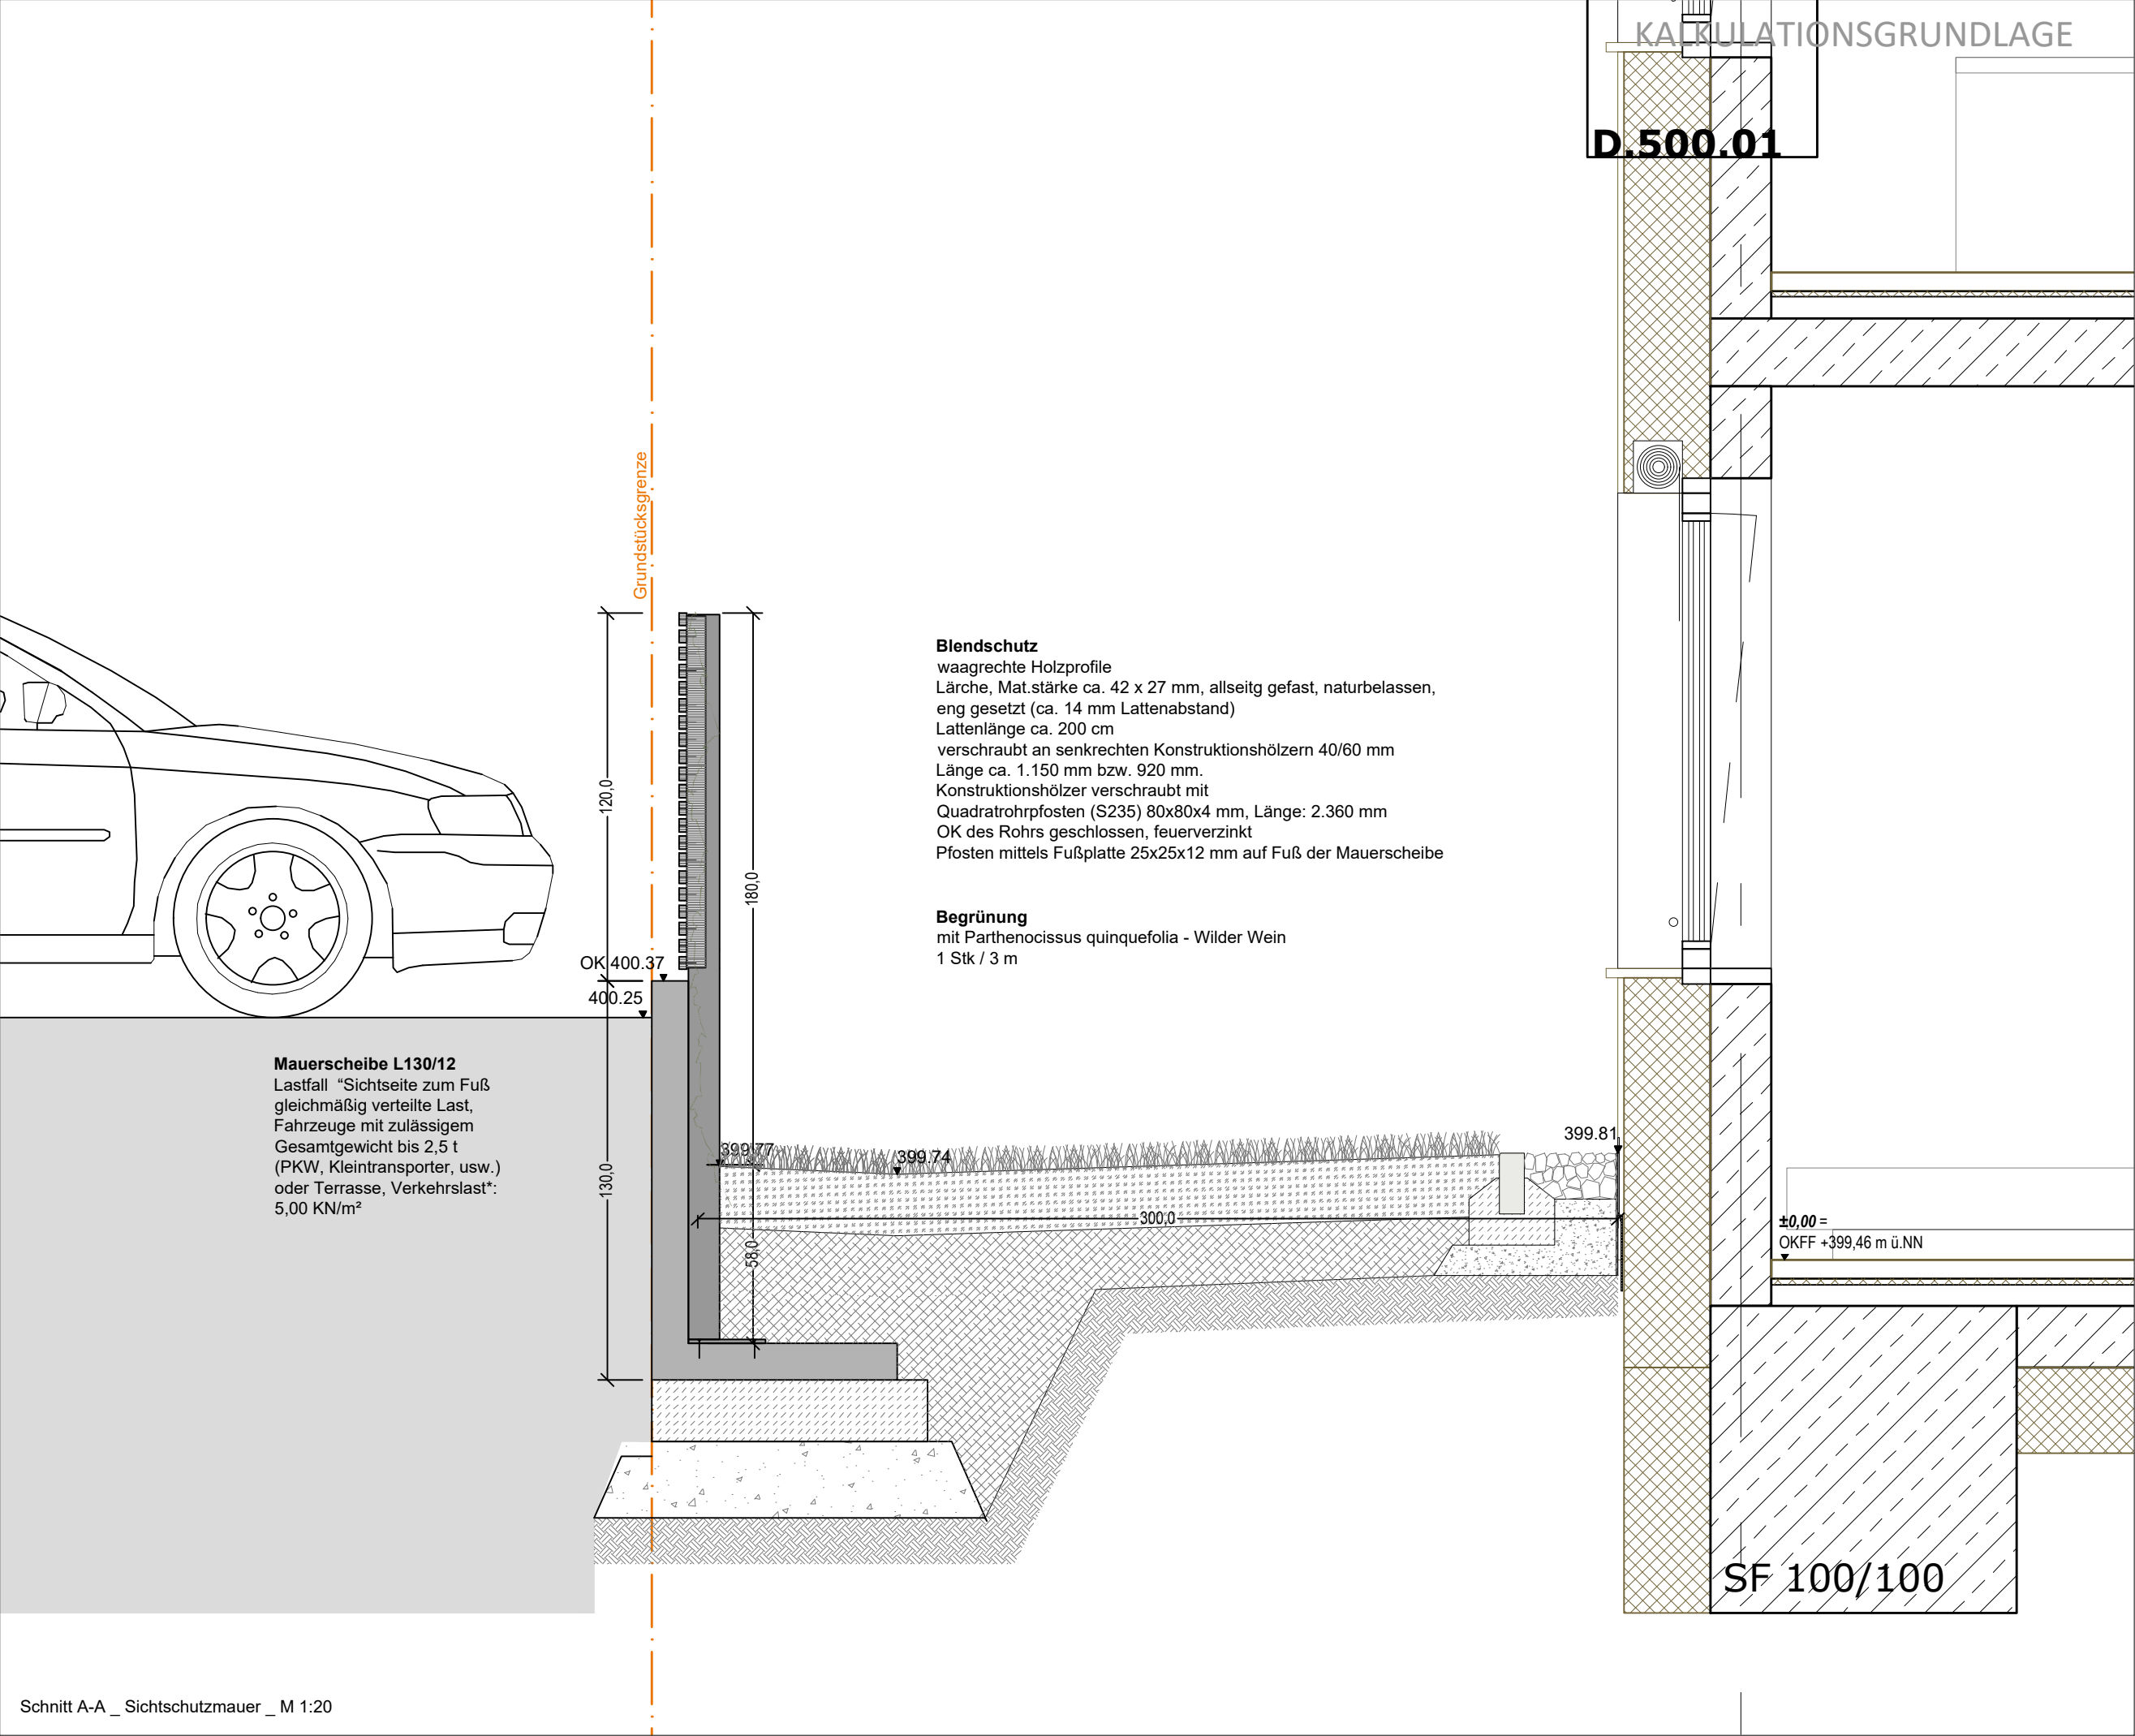 KALKULATIONSGRUNDLAGE
D.500.01
Grundstücksgrenze
Blendschutz
waagrechte Holzprofile
Lärche, Mat.stärke ca. 42 x 27 mm, allseitg gefast, naturbelassen,
eng gesetzt (ca. 14 mm Lattenabstand)
Lattenlänge ca. 200 cm
verschraubt an senkrechten Konstruktionshölzern 40/60 mm
Länge ca. 1.150 mm bzw. 920 mm.
Konstruktionshölzer verschraubt mit
Quadratrohrpfosten (S235) 80x80x4 mm, Länge: 2.360 mm
OK des Rohrs geschlossen, feuerverzinkt
Pfosten mittels Fußplatte 25x25x12 mm auf Fuß der Mauerscheibe
120,0
180,0
Begrünung
mit Parthenocissus quinquefolia - Wilder Wein
1 Stk / 3 m
OK 400.37
400.25
Mauerscheibe L130/12
Lastfall  “Sichtseite zum Fuß
gleichmäßig verteilte Last,
Fahrzeuge mit zulässigem
Gesamtgewicht bis 2,5 t
(PKW, Kleintransporter, usw.)
oder Terrasse, Verkehrslast*:
5,00 KN/m²
399.77
399.74
399.81
130,0
300,0
58,0
±0,00 =
OKFF +399,46 m ü.NN
SF 100/100
Schnitt A-A _ Sichtschutzmauer _ M 1:20